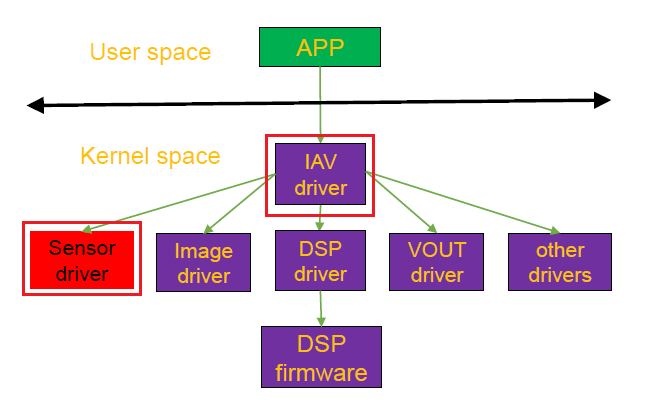 User space
APP
Kernel space
IAV
driver
Sensor
driver
Image
driver
DSP
driver
VOUT
driver
other
drivers
DSP
firmware